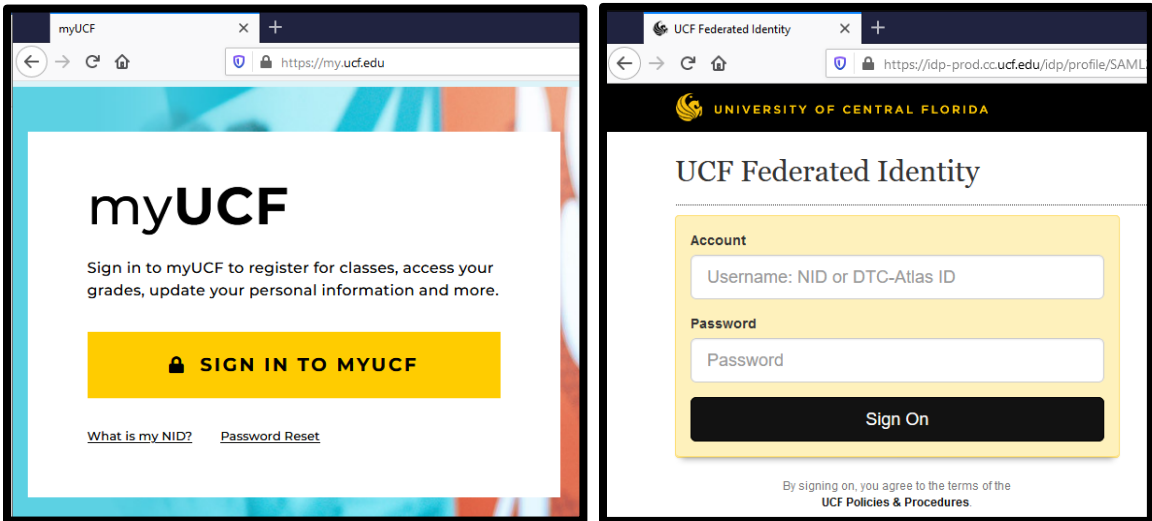 myUCF
https://my.ucf.edu
myUCF
Sign in to myUCF to register for classes, access your
grades, update your personal information and more.
SIGN IN TO MYUCF
What is my NID? Password Reset
UCF Federated Identity
https://idp-prod.cc.ucf.edu/idp/profile/SAML
UNIVERSITY OF CENTRAL FLORIDA
UCF Federated Identity
Account
Username: NID or DTC-Atlas ID
Password
Password
Sign On
By signing on, you agree to the terms of the
UCF Policies & Procedures.